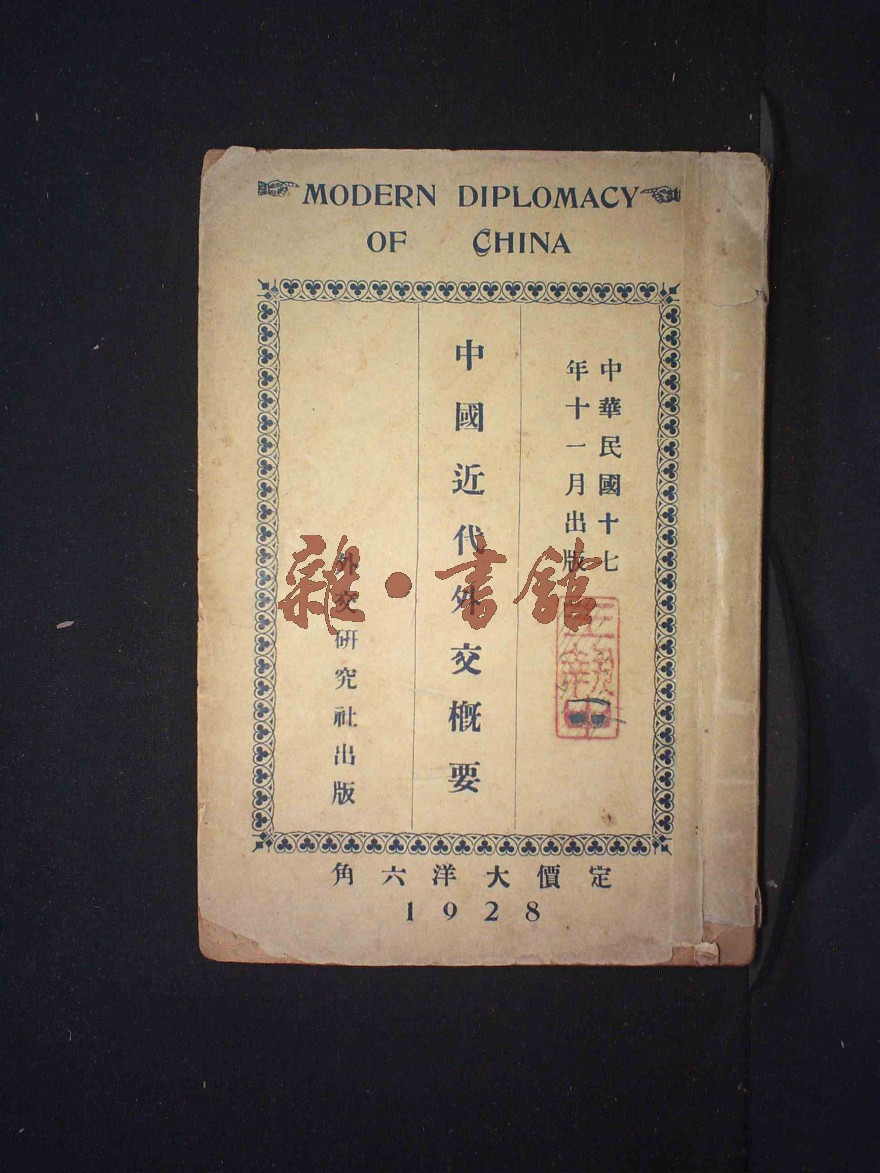 MODERN DIPLOMACY
OF CHINA
中華民國十七
年十一月出版
中國近代外交概要
外交研究社出版
角六洋大價定
1928
雜·書館